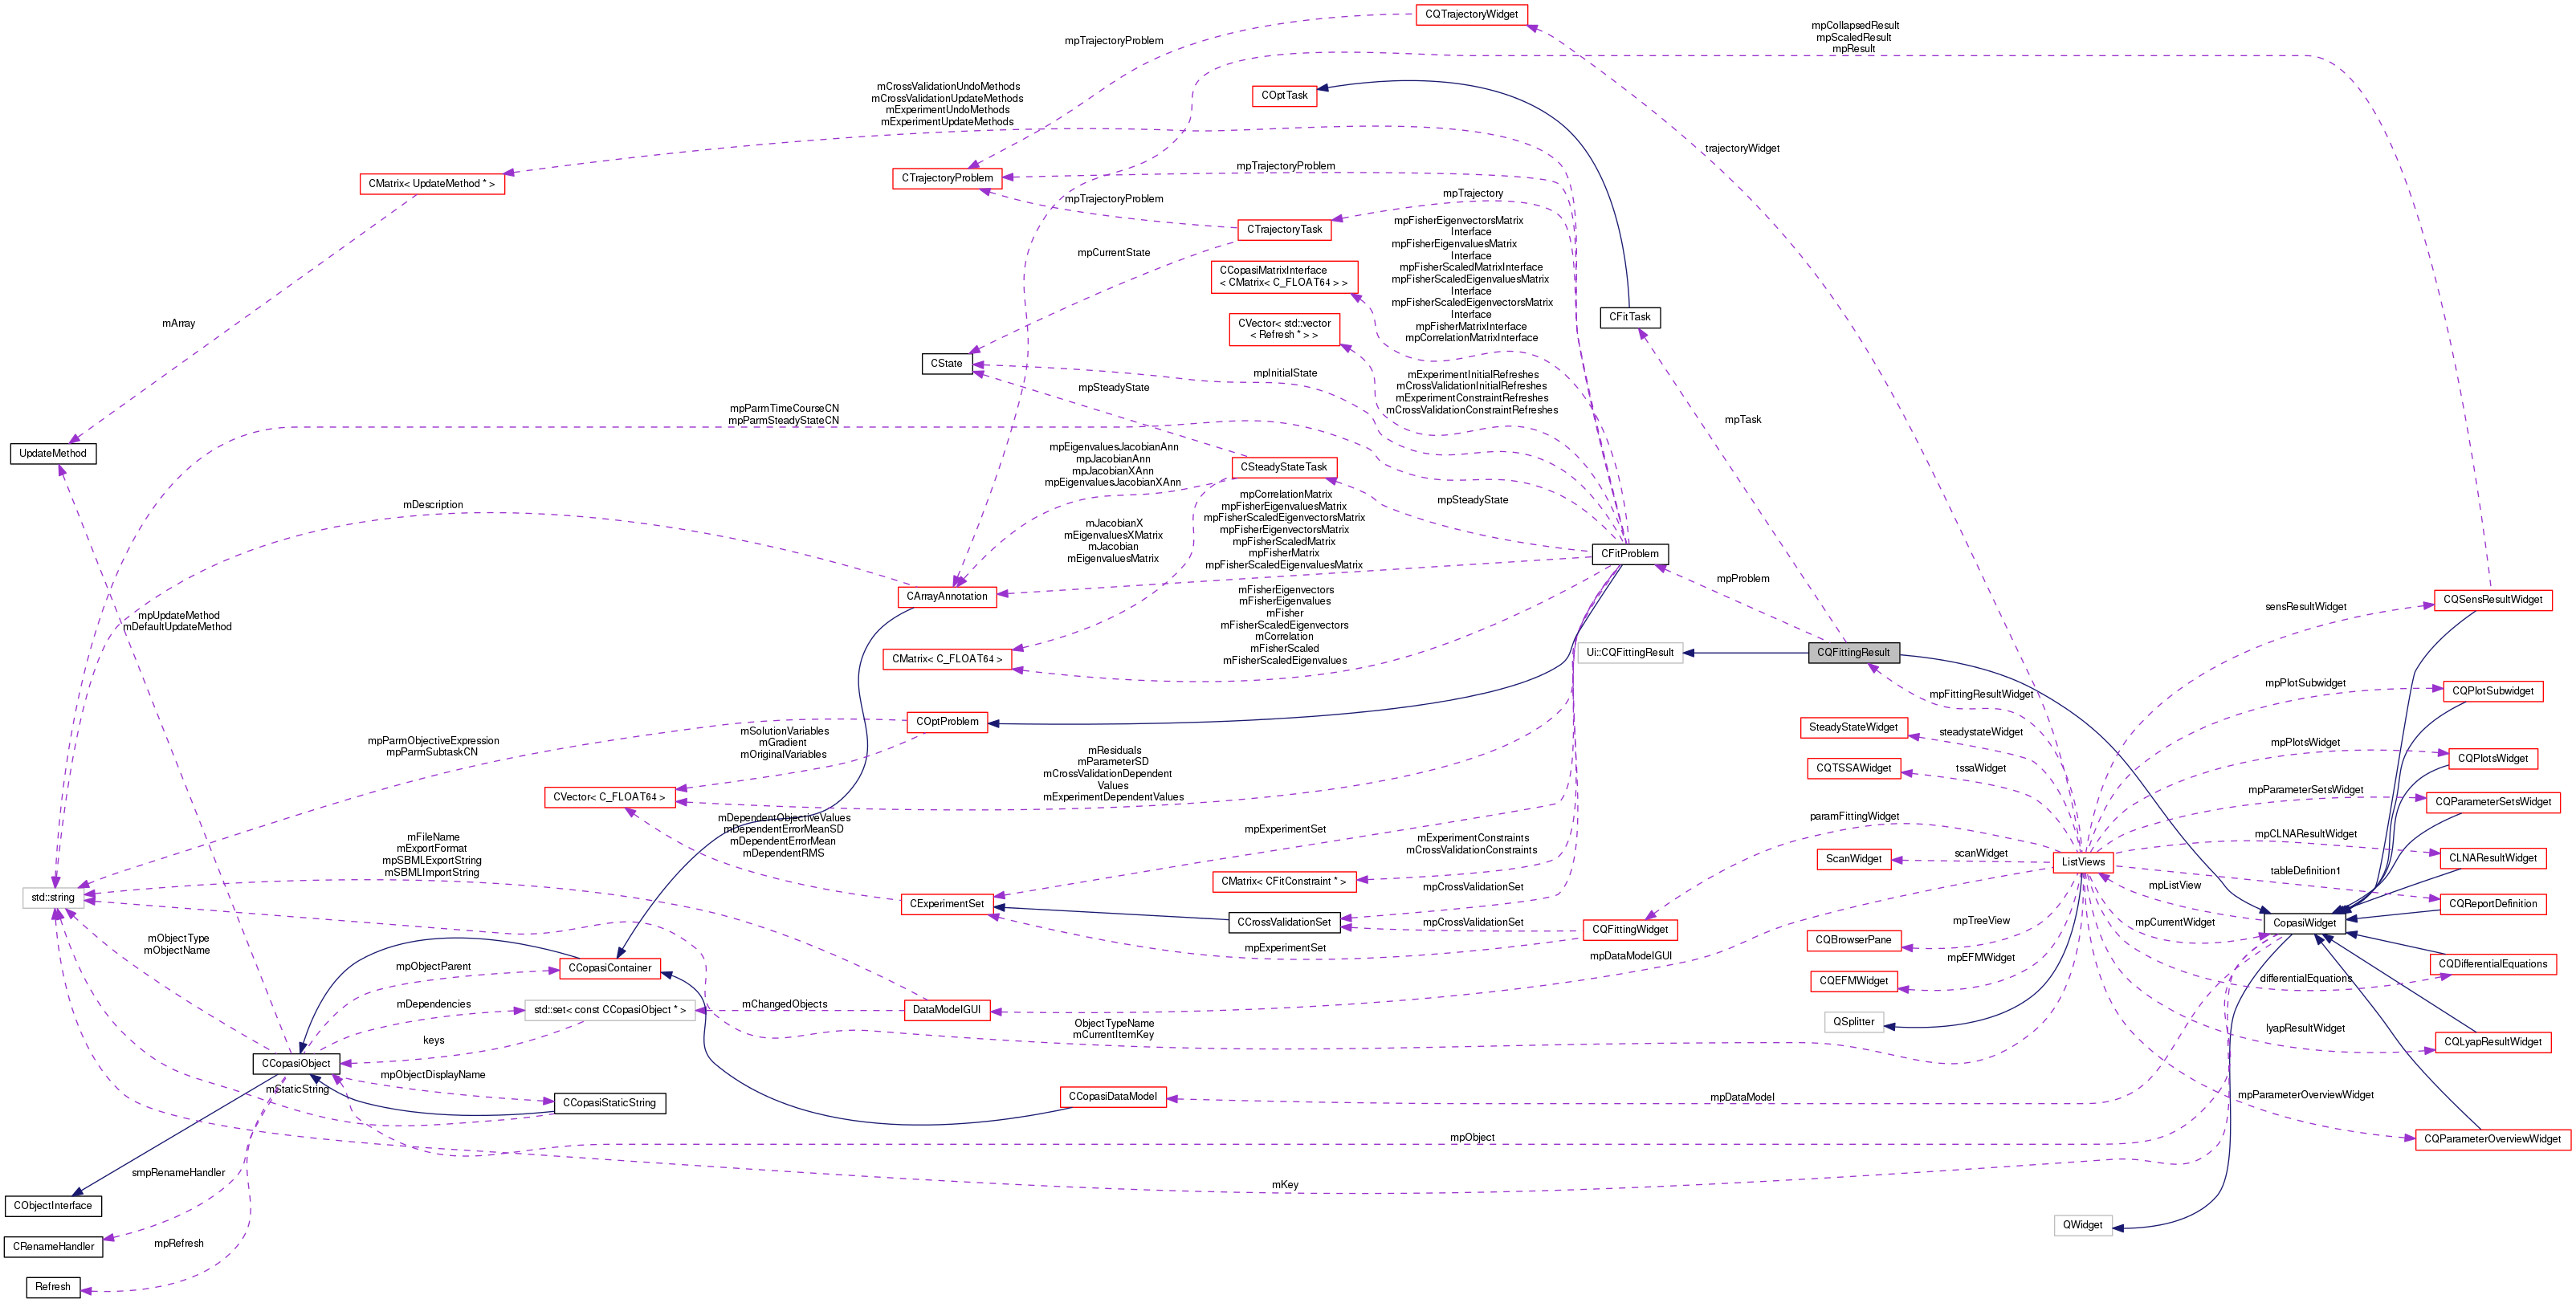 CQTrajectoryWidget
mpCollapsedResult
mpScaledResult
mpResult
mpTrajectoryProblem
mCrossValidationUndoMethods
mCrossValidationUpdateMethods
mExperimentUndoMethods
mExperimentUpdateMethods
COptTask
trajectoryWidget
CMatrix< UpdateMethod * >
CTrajectoryProblem
mpTrajectoryProblem
mpTrajectoryProblem
mpTrajectory
CTrajectoryTask
mpCurrentState
mpFisherEigenvectorsMatrix
Interface
mpFisherEigenvaluesMatrix
Interface
mpFisherScaledMatrixInterface
mpFisherScaledEigenvaluesMatrix
Interface
mpFisherScaledEigenvectorsMatrix
Interface
mpFisherMatrixInterface
mpCorrelationMatrixInterface
CCopasiMatrixInterface
< CMatrix< C_FLOAT64 > >
mArray
CVector< std::vector
< Refresh * > >
CFitTask
CState
mpInitialState
mpSteadyState
mExperimentInitialRefreshes
mCrossValidationInitialRefreshes
mExperimentConstraintRefreshes
mCrossValidationConstraintRefreshes
mpParmTimeCourseCN
mpParmSteadyStateCN
mpTask
UpdateMethod
mpEigenvaluesJacobianAnn
mpJacobianAnn
mpJacobianXAnn
mpEigenvaluesJacobianXAnn
CSteadyStateTask
mDescription
mpSteadyState
mpCorrelationMatrix
mpFisherEigenvaluesMatrix
mpFisherScaledEigenvectorsMatrix
mpFisherEigenvectorsMatrix
mpFisherScaledMatrix
mpFisherMatrix
mpFisherScaledEigenvaluesMatrix
mJacobianX
mEigenvaluesXMatrix
mJacobian
mEigenvaluesMatrix
CFitProblem
mpProblem
CArrayAnnotation
mFisherEigenvectors
mFisherEigenvalues
mFisher
mFisherScaledEigenvectors
mCorrelation
mFisherScaled
mFisherScaledEigenvalues
mpUpdateMethod
mDefaultUpdateMethod
sensResultWidget
CQSensResultWidget
CMatrix< C_FLOAT64 >
Ui::CQFittingResult
CQFittingResult
mpFittingResultWidget
mpPlotSubwidget
CQPlotSubwidget
COptProblem
mpParmObjectiveExpression
mpParmSubtaskCN
mSolutionVariables
mGradient
mOriginalVariables
SteadyStateWidget
steadystateWidget
mpPlotsWidget
CQPlotsWidget
mResiduals
mParameterSD
mCrossValidationDependent
Values
mExperimentDependentValues
CQTSSAWidget
tssaWidget
CVector< C_FLOAT64 >
mpParameterSetsWidget
CQParameterSetsWidget
mDependentObjectiveValues
mDependentErrorMeanSD
mDependentErrorMean
mDependentRMS
paramFittingWidget
mpExperimentSet
mpCLNAResultWidget
CLNAResultWidget
mFileName
mExportFormat
mpSBMLExportString
mSBMLImportString
mExperimentConstraints
mCrossValidationConstraints
ScanWidget
scanWidget
ListViews
tableDefinition1
CMatrix< CFitConstraint * >
mpListView
std::string
CExperimentSet
mpCrossValidationSet
CQReportDefinition
CCrossValidationSet
mpCrossValidationSet
CQFittingWidget
mpTreeView
mpCurrentWidget
CopasiWidget
mObjectType
mObjectName
mpExperimentSet
CQBrowserPane
mpDataModelGUI
mpEFMWidget
CQDifferentialEquations
mpObjectParent
CCopasiContainer
CQEFMWidget
differentialEquations
mDependencies
std::set< const CCopasiObject * >
mChangedObjects
DataModelGUI
QSplitter
ObjectTypeName
mCurrentItemKey
keys
lyapResultWidget
CQLyapResultWidget
CCopasiObject
mpObjectDisplayName
mStaticString
CCopasiStaticString
CCopasiDataModel
mpDataModel
mpParameterOverviewWidget
mpObject
CQParameterOverviewWidget
smpRenameHandler
mKey
CObjectInterface
QWidget
CRenameHandler
mpRefresh
Refresh